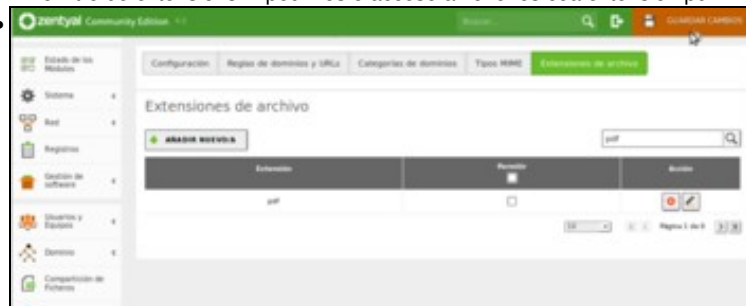 zentyal Community Edition
Buscar...
GUARDAR CAMBIOS
Estado de los Módulos
Sistema
Red
Registros
Gestión de software
Usuarios y Equipos
Dominio
Compartición de Ficheros
Configuración
Reglas de dominios y URLs
Categorías de dominios
Tipos MIME
Extensiones de archivo
Extensiones de archivo
AÑADIR NUEVO/A
pdf
Extensión
Permitir
Acción
pdf
10
Página 1 de